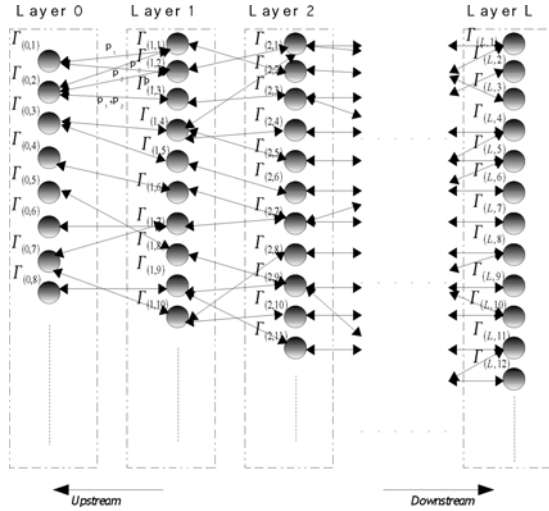 Layer 0 Layer 1 Layer 2 Layer L
Γ(0,1)
Γ(0,2)
Γ(0,3)
Γ(0,4)
Γ(0,5)
Γ(0,6)
Γ(0,7)
Γ(0,8)
P
P
P
P
P ,P
Γ(1,1)
Γ(1,2)
Γ(1,3)
Γ(1,4)
Γ(1,5)
Γ(1,6)
Γ(1,7)
Γ(1,8)
Γ(1,9)
Γ(1,10)
Γ(2,1)
Γ(2,2)
Γ(2,3)
Γ(2,4)
Γ(2,5)
Γ(2,6)
Γ(2,7)
Γ(2,8)
Γ(2,9)
Γ(2,10)
Γ(2,11)
Γ(L,1)
Γ(L,2)
Γ(L,3)
Γ(L,4)
Γ(L,5)
Γ(L,6)
Γ(L,7)
Γ(L,8)
Γ(L,9)
Γ(L,10)
Γ(L,11)
Γ(L,12)
Upstream Downstream